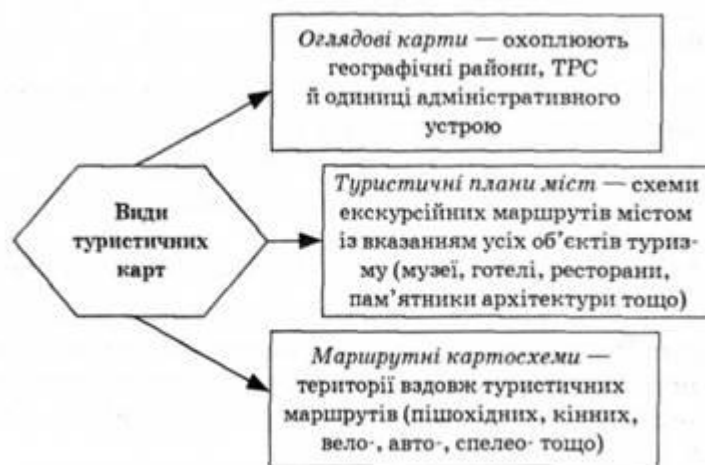 Оглядові карти — охоплюють
географічні райони, ТРС
й одиниці адміністративного
устрою
Види
туристичних
карт
Туристичні плани міст — схеми
екскурсійних маршрутів містом
із вказанням усіх об’єктів туриз-
му (музеї, готелі, ресторани,
пам’ятники архітектури тощо)
Маршрутні картосхеми —
території вздовж туристичних
маршрутів (пішохідних, кінних,
вело-, авто-, спелео- тощо)